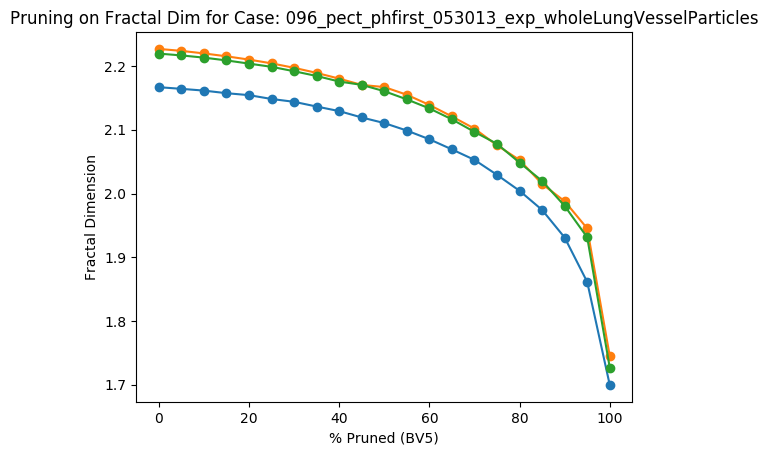 Pruning on Fractal Dim for Case: 096_pect_phfirst_053013_exp_wholeLungVesselParticles
Fractal Dimension
2.2
2.1
2.0
1.9
1.8
1.7
0 20 40 60 80 100
% Pruned (BV5)